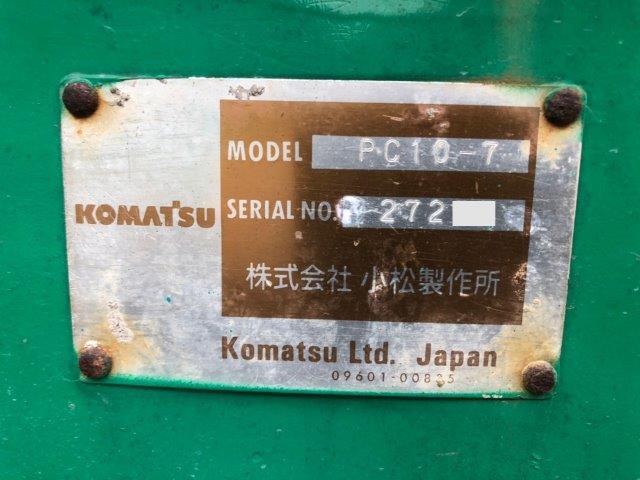 MODEL PC10-7
KOMATSU
SERIAL NO. -272
株式会社 小松製作所
Komatsu Ltd. Japan
09601-00835